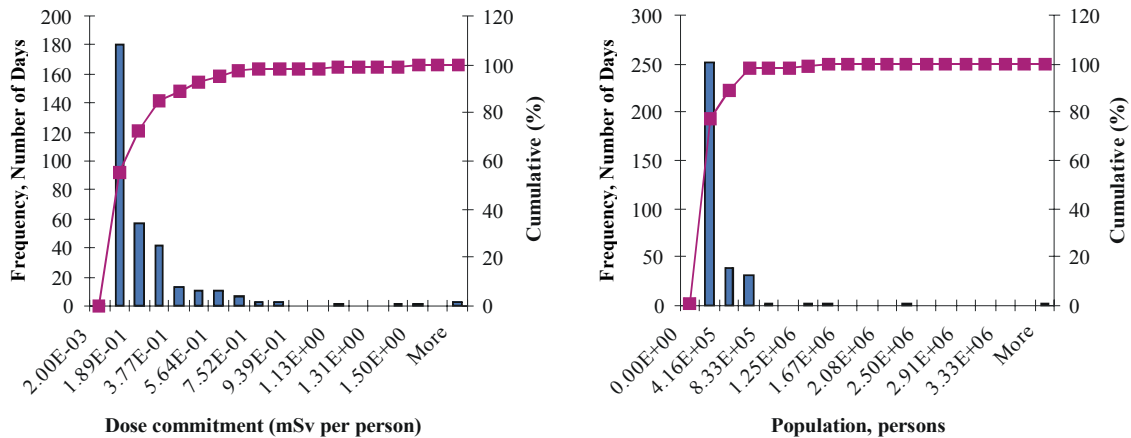 200
180
160
140
120
100
80
60
40
20
0
Frequency, Number of Days
120
100
80
60
40
20
0
Cumulative (%)
2.00E-03
1.89E-01
3.77E-01
5.64E-01
7.52E-01
9.39E-01
1.13E+00
1.31E+00
1.50E+00
More
Dose commitment (mSv per person)
300
250
200
150
100
50
0
Frequency, Number of Days
120
100
80
60
40
20
0
Cumulative (%)
0.00E+00
4.16E+05
8.33E+05
1.25E+06
1.67E+06
2.08E+06
2.50E+06
2.91E+06
3.33E+06
More
Population, persons